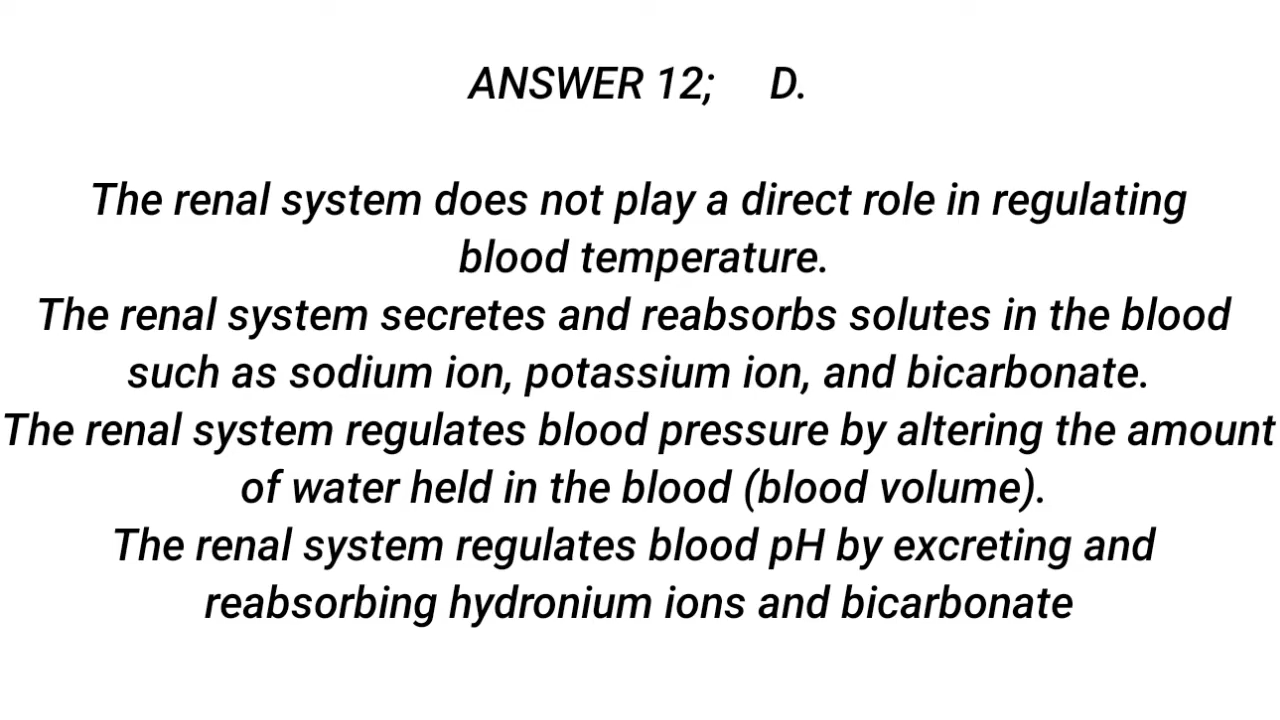 ANSWER 12; D.
The renal system does not play a direct role in regulating
blood temperature.
The renal system secretes and reabsorbs solutes in the blood
such as sodium ion, potassium ion, and bicarbonate.
The renal system regulates blood pressure by altering the amount
of water held in the blood (blood volume).
The renal system regulates blood pH by excreting and
reabsorbing hydronium ions and bicarbonate